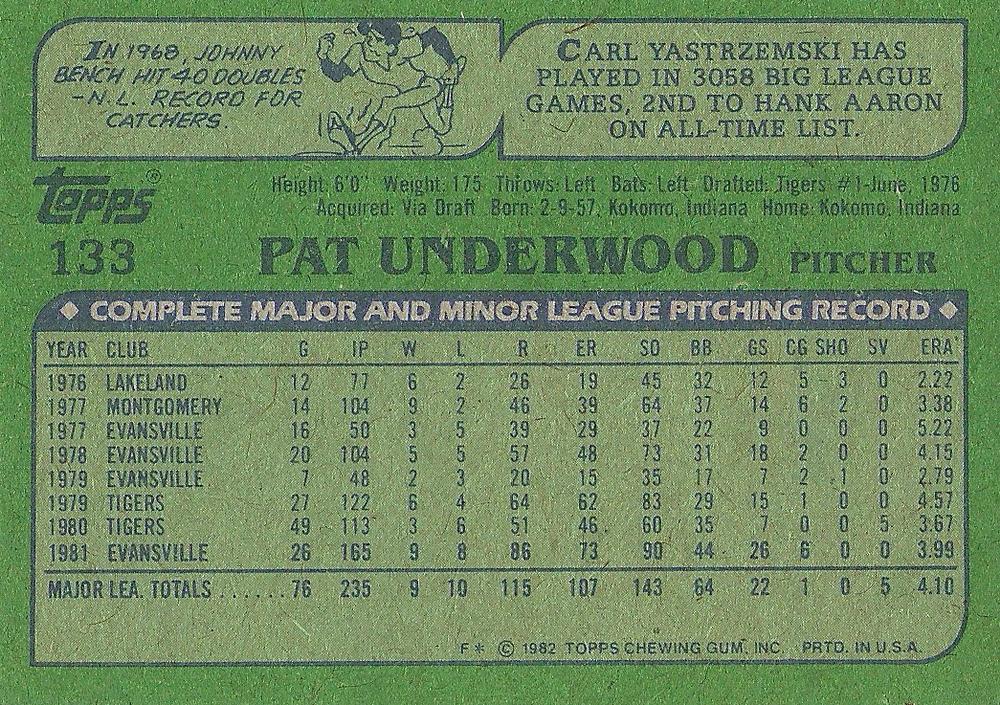 IN 1968, JOHNNY
BENCH HIT 40 DOUBLES
-N.L. RECORD FOR
CATCHERS.
CARL YASTRZEMSKI HAS
PLAYED IN 3058 BIG LEAGUE
GAMES, 2ND TO HANK AARON
ON ALL-TIME LIST.
Topps®
Height: 6'0" Weight: 175 Throws: Left Bats: Left Drafted: Tigers #1-June, 1976
Acquired: Via Draft Born: 2-9-57, Kokomo, Indiana Home: Kokomo, Indiana
133 PAT UNDERWOOD PITCHER
◆ COMPLETE MAJOR AND MINOR LEAGUE PITCHING RECORD ◆
YEAR CLUB G IP W L R ER SO BB GS CG SHO SV ERA
1976 LAKELAND 12 77 6 2 26 19 45 32 12 5 3 0 2.22
1977 MONTGOMERY 14 104 9 2 46 39 64 37 14 6 2 0 3.38
1977 EVANSVILLE 16 50 3 5 39 29 37 22 9 0 0 0 5.22
1978 EVANSVILLE 20 104 5 5 57 48 73 31 18 2 0 0 4.15
1979 EVANSVILLE 7 48 2 3 20 15 35 17 7 2 1 0 2.79
1979 TIGERS 27 122 6 4 64 62 83 29 15 1 0 0 4.57
1980 TIGERS 49 113 3 6 51 46 60 35 7 0 0 5 3.67
1981 EVANSVILLE 26 165 9 8 86 73 90 44 26 6 0 0 3.99
MAJOR LEA. TOTALS ...... 76 235 9 10 115 107 143 64 22 1 0 5 4.10
F* © 1982 TOPPS CHEWING GUM, INC. PRTD. IN U.S.A.